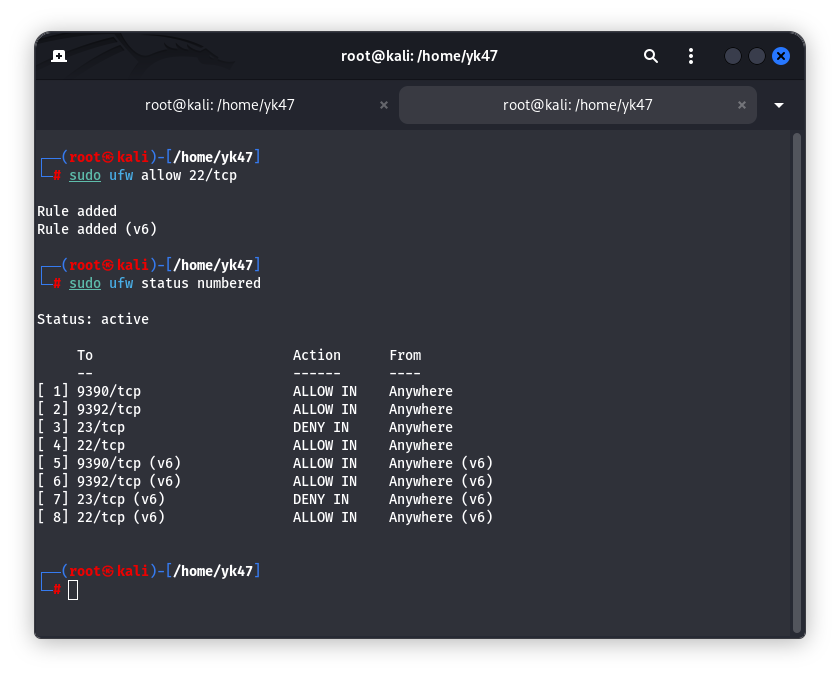 root@kali: /home/yk47
root@kali: /home/yk47 × root@kali: /home/yk47 ×
┌──(root㉿kali)-[/home/yk47]
└─# sudo ufw allow 22/tcp
Rule added
Rule added (v6)
┌──(root㉿kali)-[/home/yk47]
└─# sudo ufw status numbered
Status: active
     To                         Action      From
     --                         ------      ----
[ 1] 9390/tcp                   ALLOW IN    Anywhere
[ 2] 9392/tcp                   ALLOW IN    Anywhere
[ 3] 23/tcp                     DENY IN     Anywhere
[ 4] 22/tcp                     ALLOW IN    Anywhere
[ 5] 9390/tcp (v6)              ALLOW IN    Anywhere (v6)
[ 6] 9392/tcp (v6)              ALLOW IN    Anywhere (v6)
[ 7] 23/tcp (v6)                DENY IN     Anywhere (v6)
[ 8] 22/tcp (v6)                ALLOW IN    Anywhere (v6)
┌──(root㉿kali)-[/home/yk47]
└─#